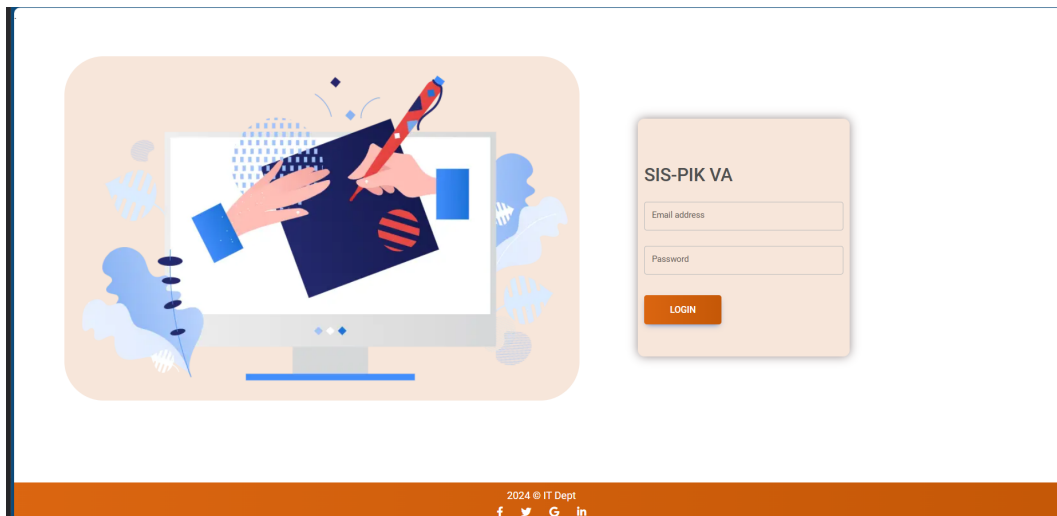 SIS-PIK VA
Email address
Password
LOGIN
2024 © IT Dept